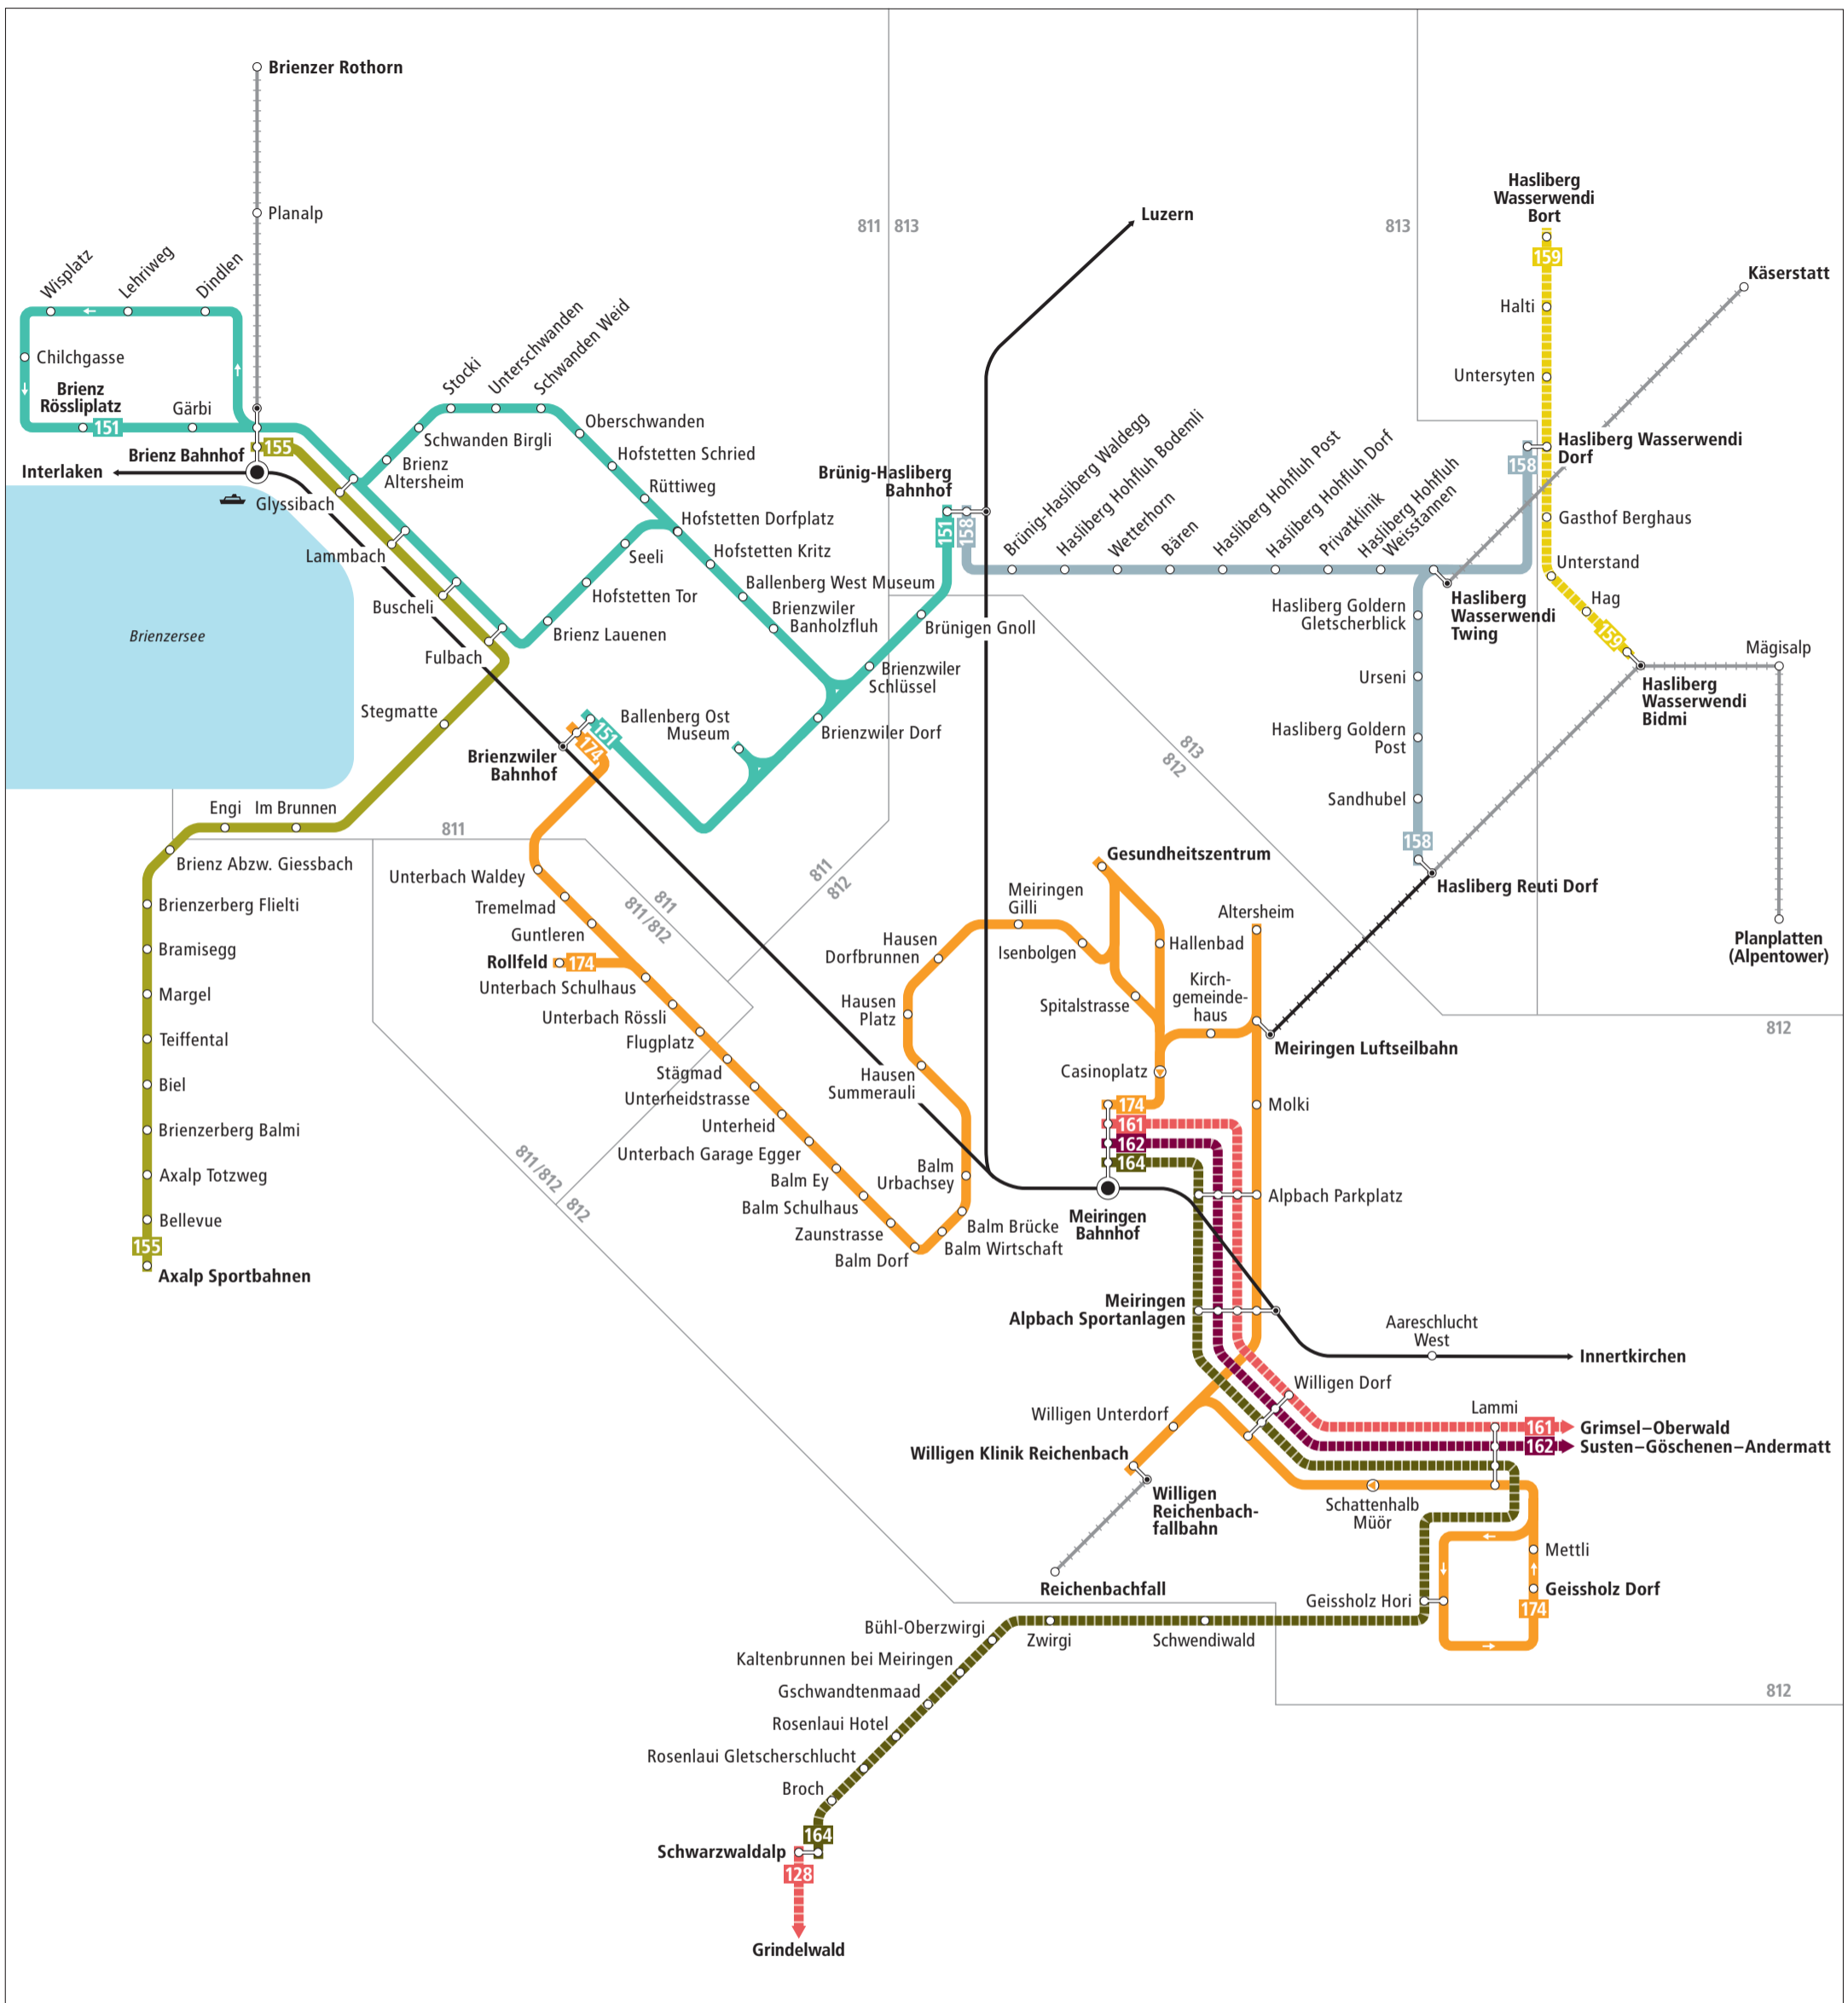 Brienzer Rothorn
Planalp
Wisplatz
Lehriweg
Dindlen
Chilchgasse
Brienz
Rössliplatz
151
Gärbi
Brienz Bahnhof
155
Interlaken
Glyssibach
Lammbach
Buscheli
Fulbach
Stegmatte
Brienzersee
Engi
Im Brunnen
Brienz Abzw. Giessbach
Brienzerberg Flielti
Bramisegg
Margel
Teiffental
Biel
Brienzerberg Balmi
Axalp Totzweg
Bellevue
155
Axalp Sportbahnen
Brienz
Altersheim
Schwanden Birgli
Stocki
Unterschwanden
Schwanden Weid
Oberschwanden
Hofstetten Schried
Rüttiweg
Hofstetten Dorfplatz
Seeli
Hofstetten Tor
Brienz Lauenen
Hofstetten Kritz
Ballenberg West Museum
Brienzwiler
Banholzfluh
Brünigen Gnoll
Brienzwiler
Schlüssel
Brienzwiler Dorf
Ballenberg Ost
Museum
151
174
Brienzwiler
Bahnhof
Brünig-Hasliberg
Bahnhof
151
158
Luzern
811
813
813
Brünig-Hasliberg Waldegg
Hasliberg Hohfluh Bodemli
Wetterhorn
Bären
Hasliberg Hohfluh Post
Hasliberg Hohfluh Dorf
Privatklinik
Hasliberg Hohfluh
Weisstannen
Hasliberg
Wasserwendi
Bort
159
Halti
Untersyten
Käserstatt
Hasliberg Wasserwendi
Dorf
158
Gasthof Berghaus
Unterstand
Hag
159
Mägisalp
Hasliberg
Wasserwendi
Bidmi
Hasliberg
Wasserwendi
Twing
Hasliberg Goldern
Gletscherblick
Urseni
Hasliberg Goldern
Post
Sandhubel
158
Hasliberg Reuti Dorf
Planplatten
(Alpentower)
813
812
812
811
811
811/812
811
812
811/812
812
Unterbach Waldey
Tremelmad
Guntleren
Rollfeld
174
Unterbach Schulhaus
Unterbach Rössli
Flugplatz
Stägmad
Unterheidstrasse
Unterheid
Unterbach Garage Egger
Balm Ey
Balm Schulhaus
Zaunstrasse
Balm Dorf
Balm Wirtschaft
Balm Brücke
Balm
Urbachsey
Hausen
Summerauli
Hausen
Platz
Hausen
Dorfbrunnen
Meiringen
Gilli
Isenbolgen
Gesundheitszentrum
Hallenbad
Spitalstrasse
Altersheim
Kirch-
gemeinde-
haus
Meiringen Luftseilbahn
Casinoplatz
Molki
174
161
162
164
Meiringen
Bahnhof
Alpbach Parkplatz
Meiringen
Alpbach Sportanlagen
Aareschlucht
West
Innertkirchen
Willigen Dorf
Lammi
161
Grimsel–Oberwald
162
Susten–Göschenen–Andermatt
Willigen Unterdorf
Willigen Klinik Reichenbach
Willigen
Reichenbach-
fallbahn
Reichenbachfall
Schattenhalb
Müör
Mettli
Geissholz Dorf
174
Geissholz Hori
812
Schwendiwald
Zwirgi
Bühl-Oberzwirgi
Kaltenbrunnen bei Meiringen
Gschwandtenmaad
Rosenlaui Hotel
Rosenlaui Gletscherschlucht
Broch
164
Schwarzwaldalp
128
Grindelwald